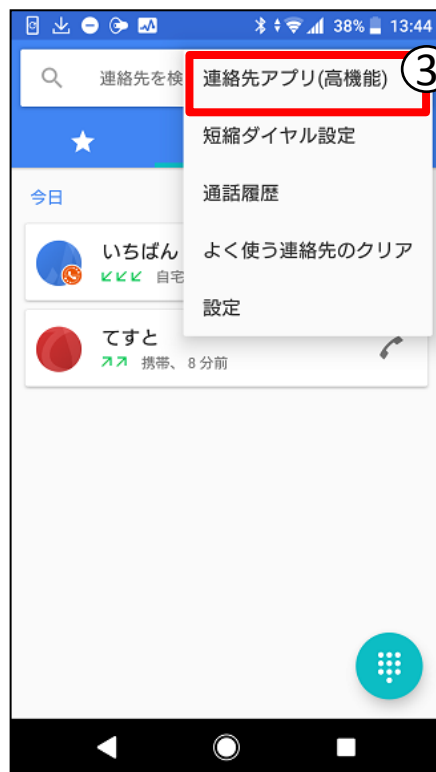 38% 13:44
連絡先を検
連絡先アプリ(高機能)
③
短縮ダイヤル設定
今日
通話履歴
いちばん
よく使う連絡先のクリア
自宅
設定
てすと
携帯、 8 分前